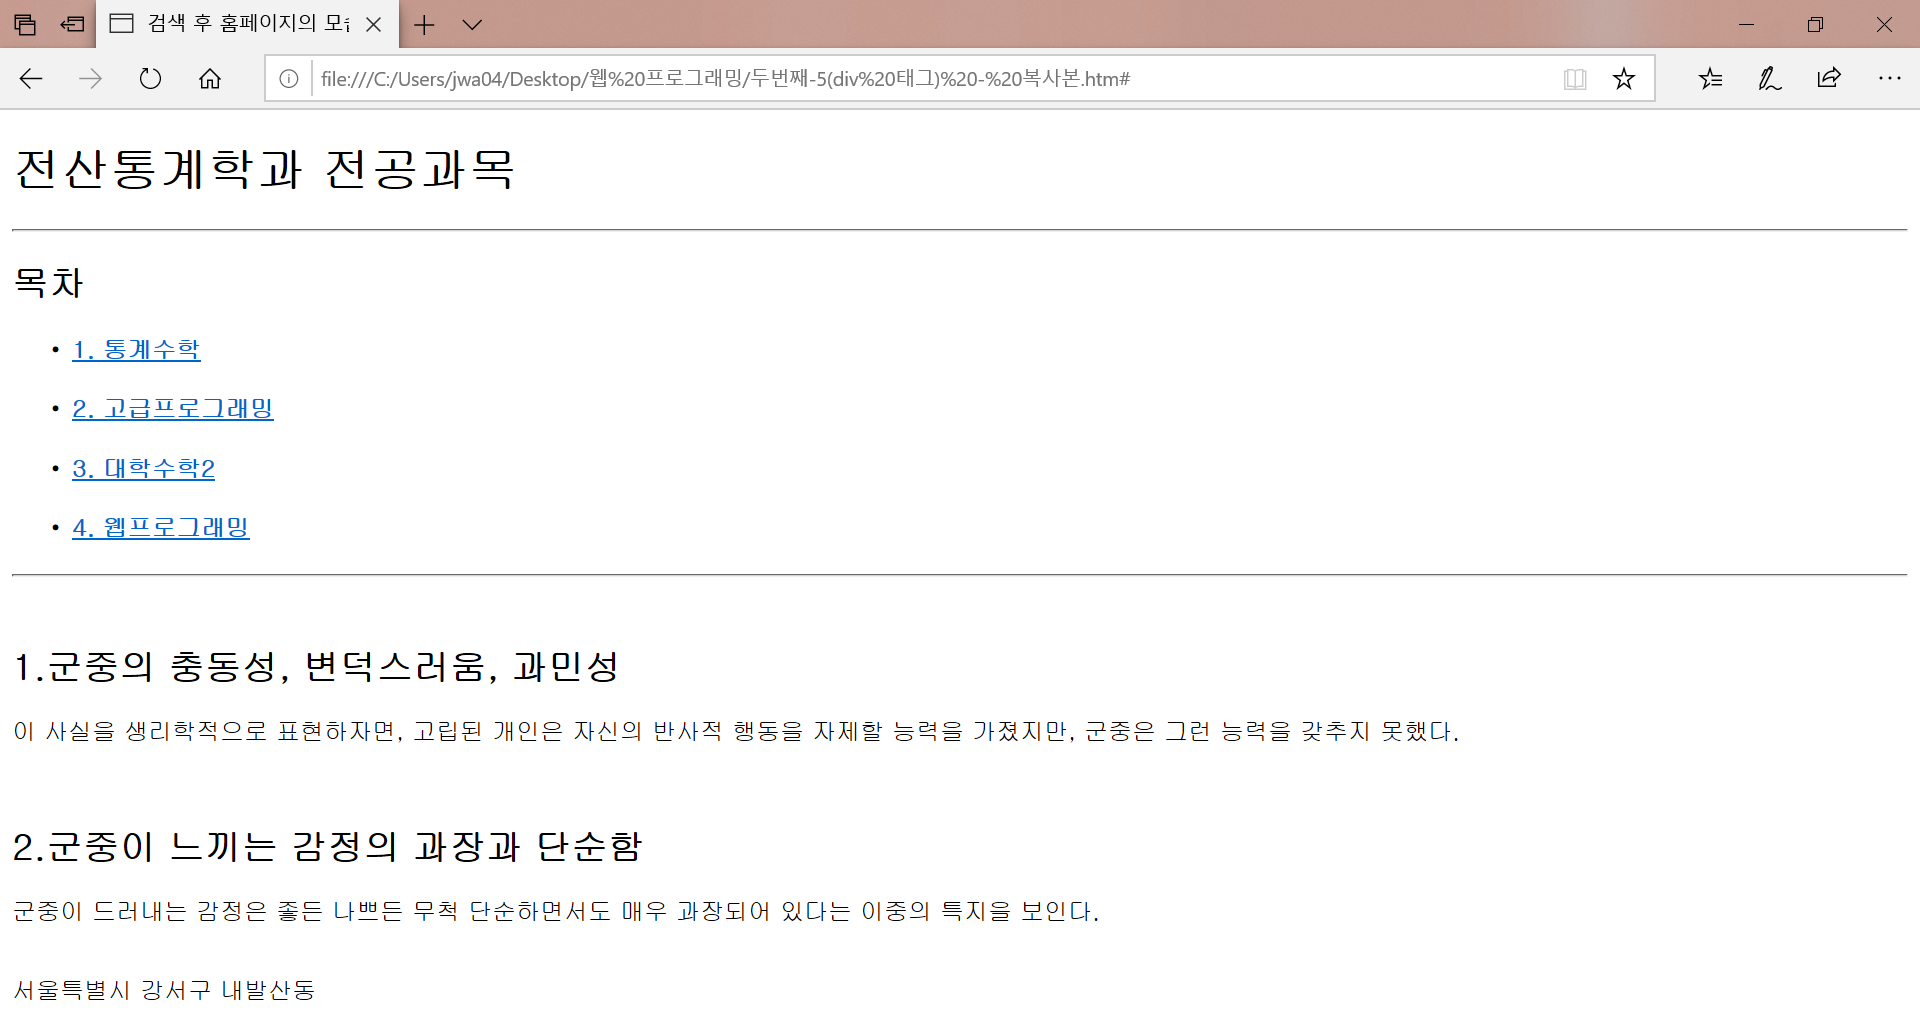 검색 후 홈페이지의 모
file:///C:/Users/jwa04/Desktop/웹%20프로그래밍/두번째-5(div%20태그)%20-%20복사본.htm#
전산통계학과 전공과목
목차
• 1. 통계수학
• 2. 고급프로그래밍
• 3. 대학수학2
• 4. 웹프로그래밍
1.군중의 충동성, 변덕스러움, 과민성
이 사실을 생리학적으로 표현하자면, 고립된 개인은 자신의 반사적 행동을 자제할 능력을 가졌지만, 군중은 그런 능력을 갖추지 못했다.
2.군중이 느끼는 감정의 과장과 단순함
군중이 드러내는 감정은 좋든 나쁘든 무척 단순하면서도 매우 과장되어 있다는 이중의 특지을 보인다.
서울특별시 강서구 내발산동